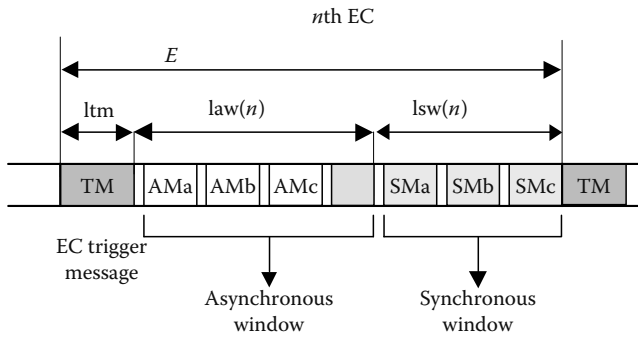 nth EC
E
ltm
law(n)
lsw(n)
TM
AMa
AMb
AMc
SMa
SMb
SMc
TM
EC trigger
message
Asynchronous
window
Synchronous
window